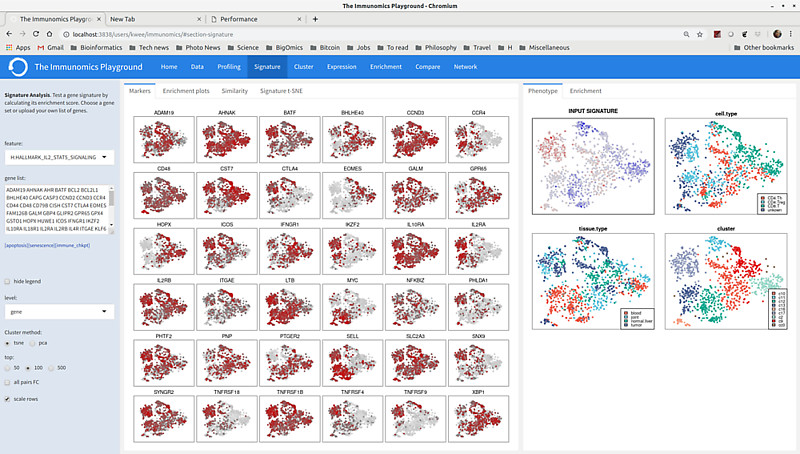 The Immunomics Playground - Chromium
The Immunomics Playgro
New Tab
Performance
localhost:3838/users/kwee/immunomics/#section-signature
Apps
Gmail
Bioinformatics
Tech news
Photo News
Science
BigOmics
Bitcoin
Jobs
To read
Philosophy
Travel
H
Miscellaneous
Other bookmarks
The Immunomics Playground
Home
Data
Profiling
Signature
Cluster
Expression
Enrichment
Compare
Network
Signature Analysis. Test a gene signature by
calculating its enrichment score. Choose a gene
set or upload your own list of genes.
feature:
H:HALLMARK_IL2_STAT5_SIGNALING
gene list:
ADAM19 AHNAK AHR BATF BCL2 BCL2L1
BHLHE40 CAPG CASP3 CCND2 CCND3 CCR4
CD44 CD48 CD79B CISH CST7 CTLA4 EOMES
FAM126B GALM GBP4 GLIPR2 GPR65 GPX4
GSTO1 HOPX HUWE1 ICOS IFNGR1 IKZF2
IL10RA IL18R1 IL2RA IL2RB IL4R ITGAE KLF6
[apoptosis][senescence][immune_chkpt]
hide legend
level:
gene
Cluster method:
tsne
pca
top:
50
100
500
all pairs FC
scale rows
Markers
Enrichment plots
Similarity
Signature t-SNE
ADAM19
AHNAK
BATF
BHLHE40
CCND3
CCR4
CD48
CST7
CTLA4
EOMES
GALM
GPR65
HOPX
ICOS
IFNGR1
IKZF2
IL10RA
IL2RA
IL2RB
ITGAE
LTB
MYC
NFKBIZ
PHLDA1
PHTF2
PNP
PTGER2
SELL
SLC2A3
SNX9
SYNGR2
TNFRSF18
TNFRSF1B
TNFRSF4
TNFRSF9
XBP1
Phenotype
Enrichment
INPUT SIGNATURE
cell.type
CD4 Th
CD4 Treg
CD8 T
unknown
tissue.type
blood
joint
normal.liver
tumor
cluster